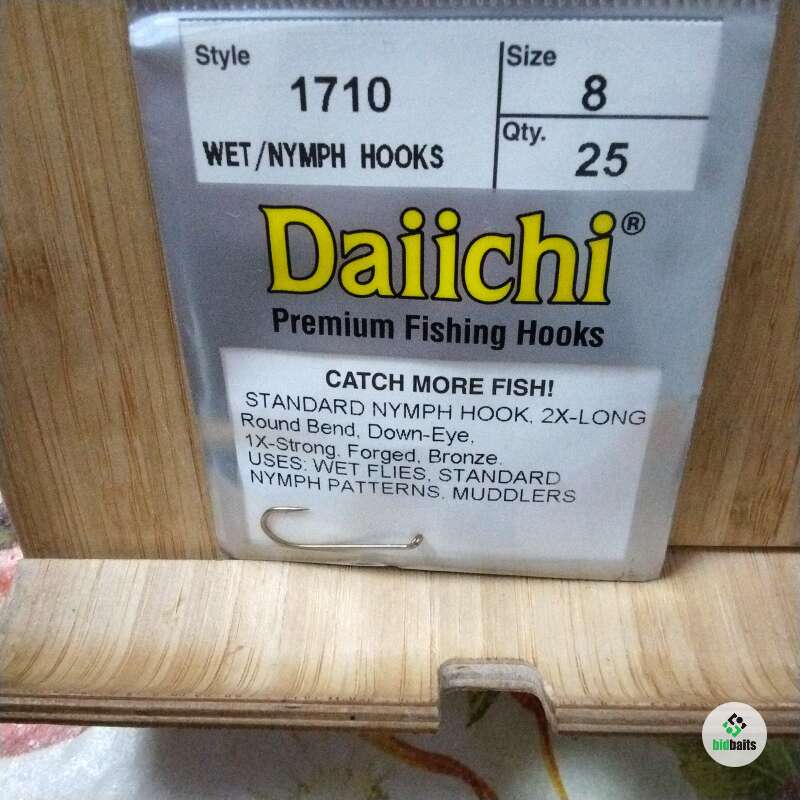 Style
1710
WET/NYMPH HOOKS
Size
8
Qty.
25
Daiichi®
Premium Fishing Hooks
CATCH MORE FISH!
STANDARD NYMPH HOOK, 2X-LONG
Round Bend, Down-Eye,
1X-Strong, Forged, Bronze.
USES: WET FLIES, STANDARD
NYMPH PATTERNS, MUDDLERS
bidbaits